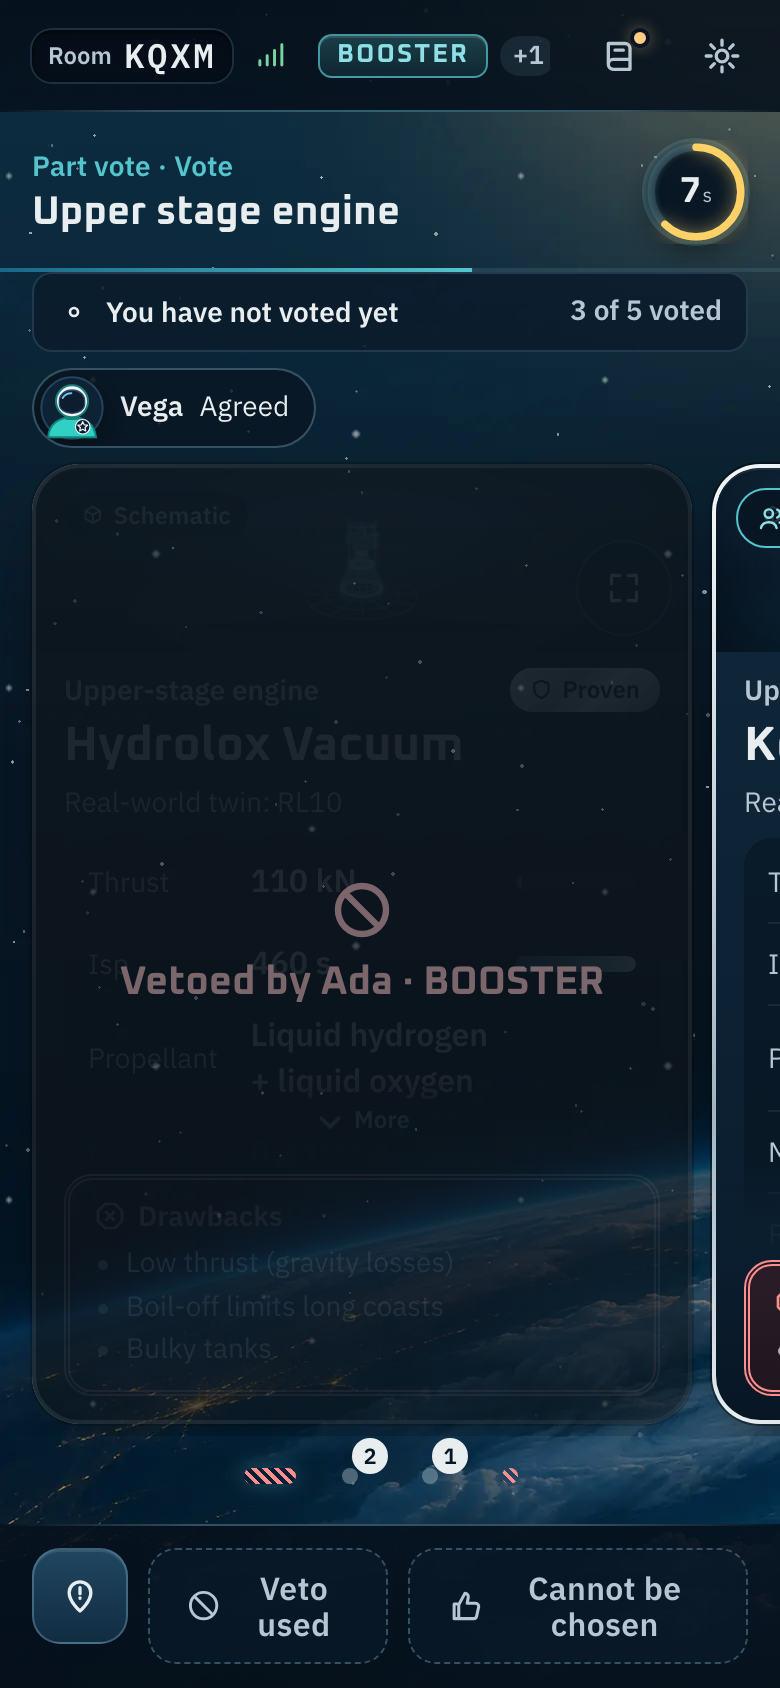 Room KQXM
BOOSTER
+1
Part vote · Vote
Upper stage engine
7s
You have not voted yet
3 of 5 voted
Vega Agreed
Schematic
Upper-stage engine
Proven
Hydrolox Vacuum
Real-world twin: RL10
Thrust 110 kN
Isp 460 s
Vetoed by Ada · BOOSTER
Propellant
Liquid hydrogen
+ liquid oxygen
More
Drawbacks
Low thrust (gravity losses)
Boil-off limits long coasts
Bulky tanks
2
1
Veto
used
Cannot be
chosen